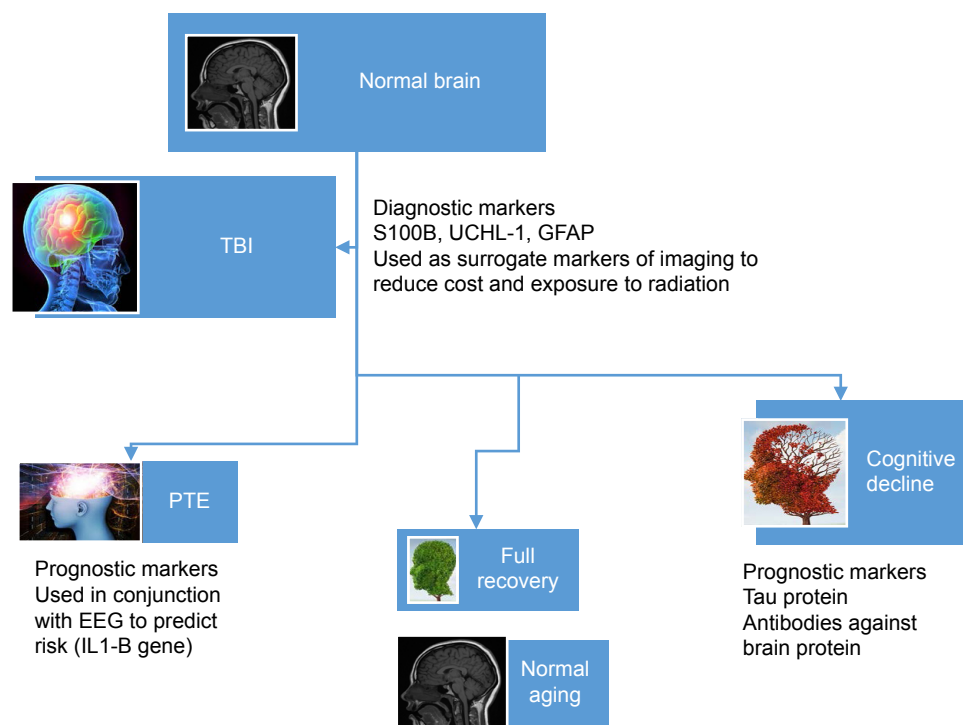 Normal brain
TBI
Diagnostic markers
S100B, UCHL-1, GFAP
Used as surrogate markers of imaging to
reduce cost and exposure to radiation
PTE
Prognostic markers
Used in conjunction
with EEG to predict
risk (IL1-B gene)
Full
recovery
Normal
aging
Cognitive
decline
Prognostic markers
Tau protein
Antibodies against
brain protein